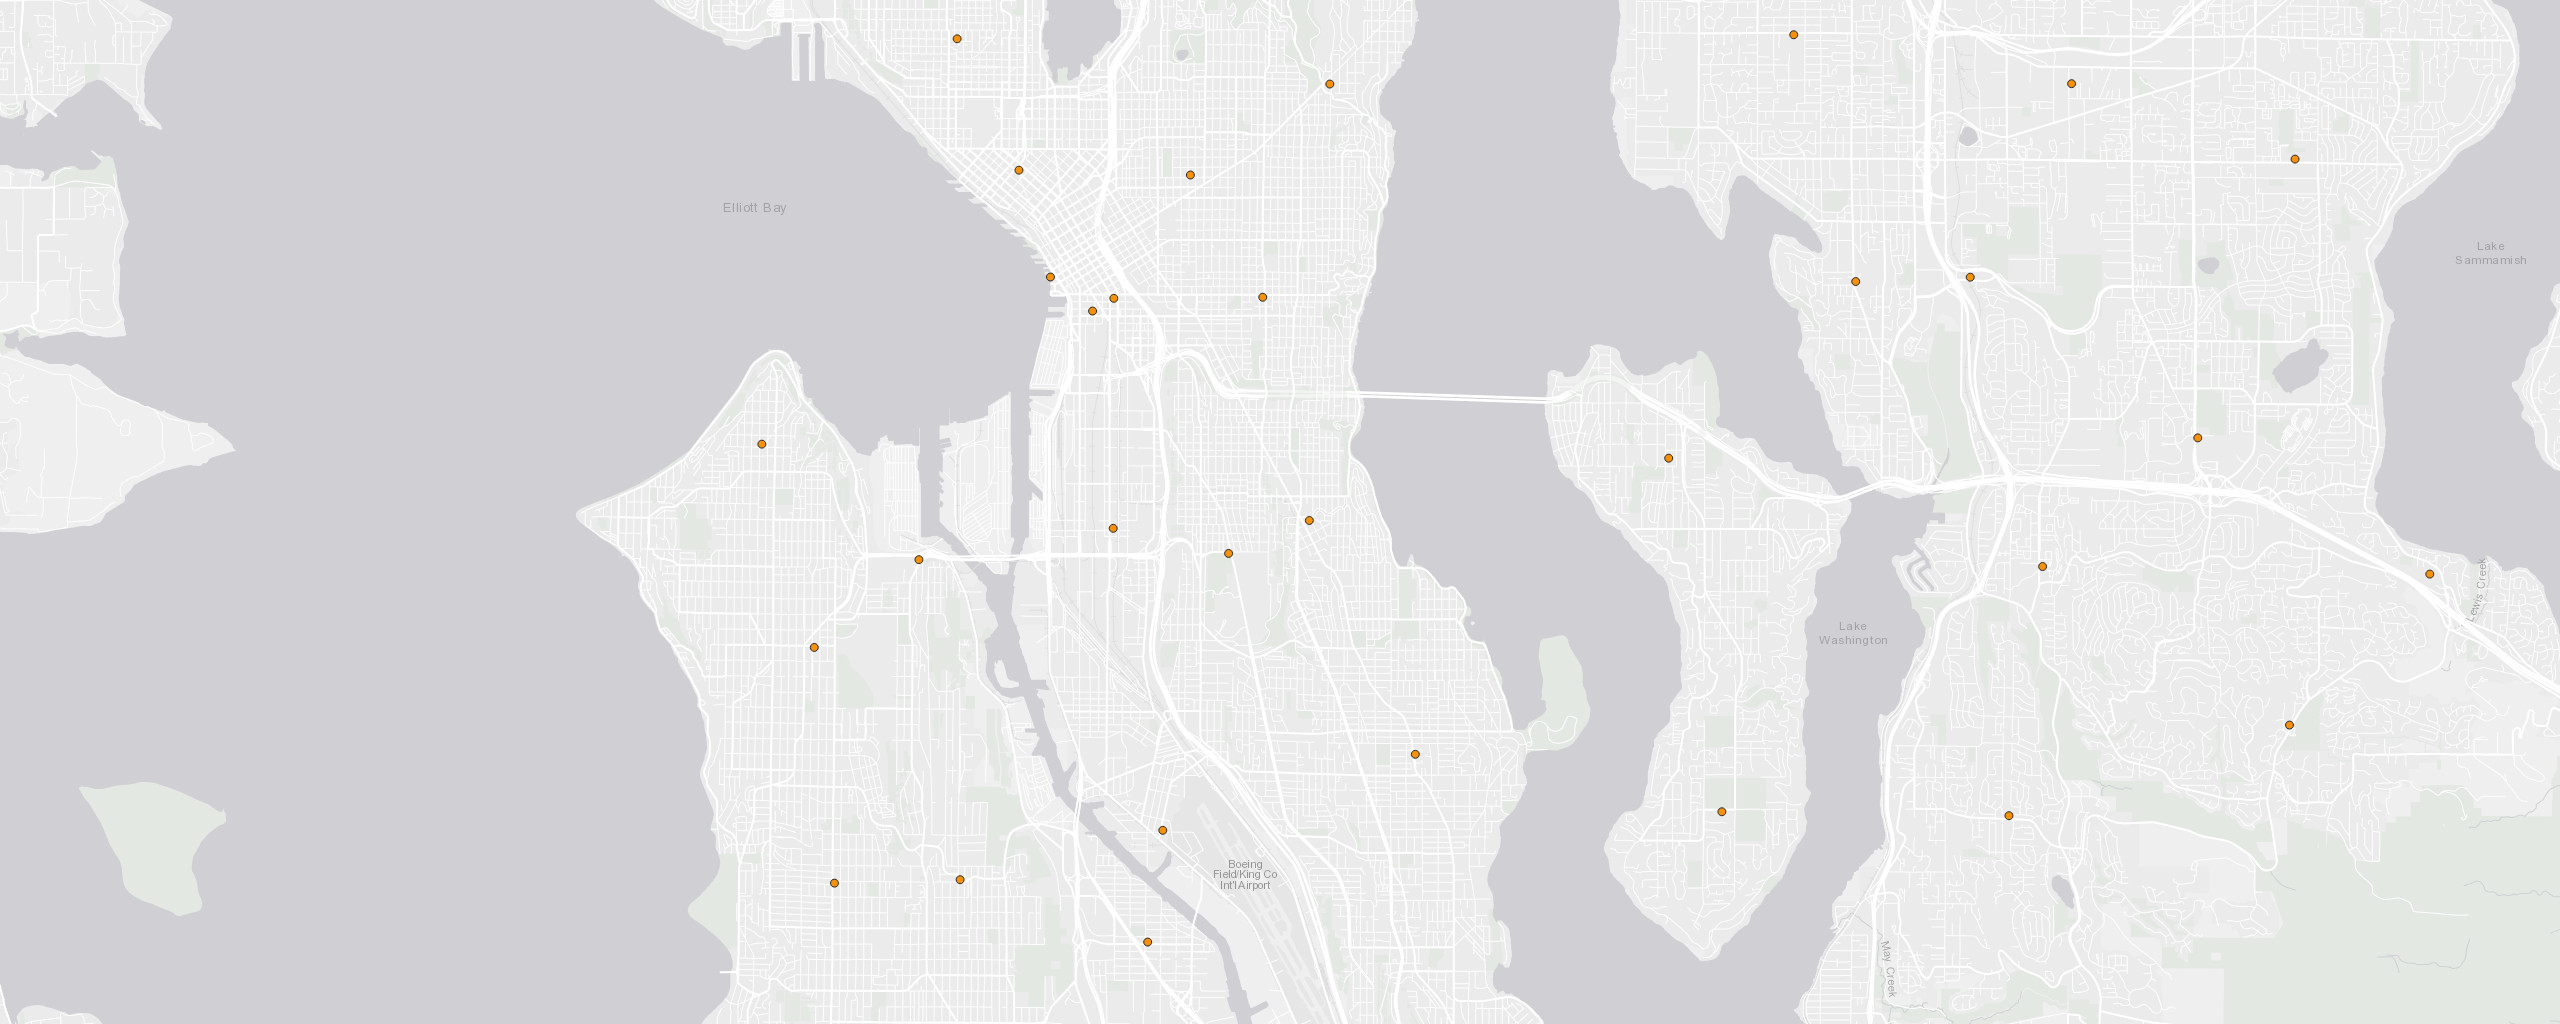 Elliott Bay
Lake
Sammamish
Lewis Creek
Lake
Washington
Boeing
Field/King Co
Int'l Airport
May Creek